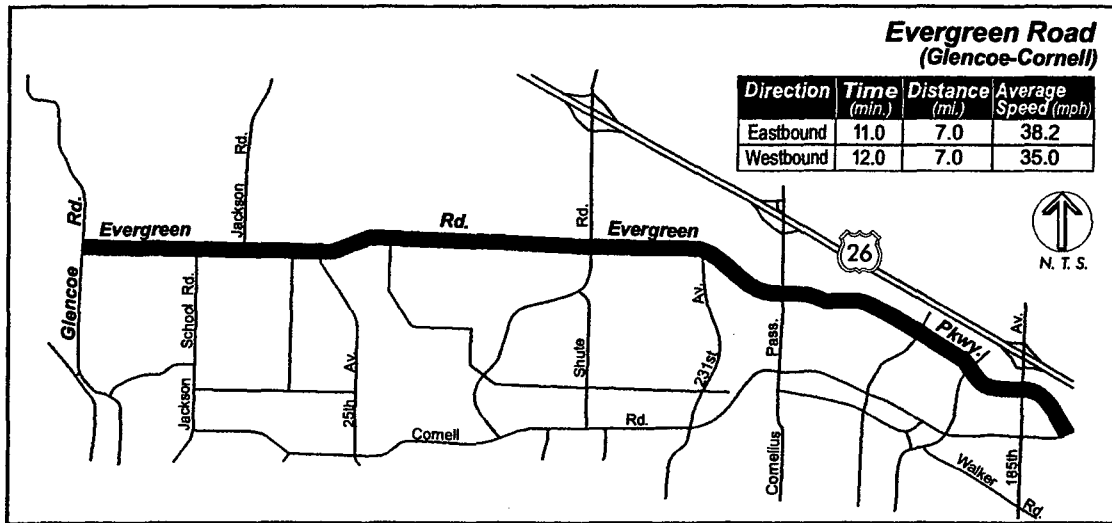 Evergreen Road
(Glencoe-Cornell)
Direction Time (min.) Distance (mi.) Average Speed (mph)
Eastbound 11.0 7.0 38.2
Westbound 12.0 7.0 35.0
N. T. S.
26
Glencoe Rd.
Evergreen Rd.
Evergreen Pkwy.
Jackson Rd.
Jackson School Rd.
25th Av.
Shute Rd.
231st Av.
Cornelius Pass.
185th Av.
Cornell Rd.
Walker Rd.